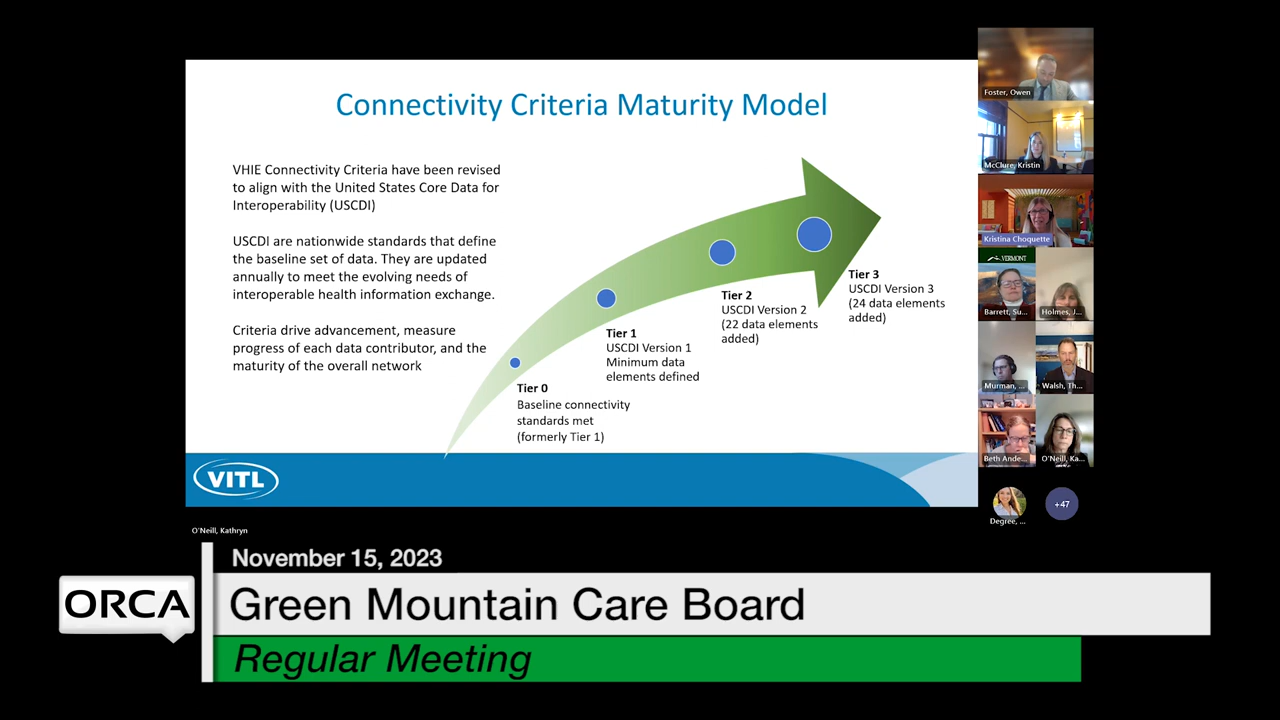 Connectivity Criteria Maturity Model
VHIE Connectivity Criteria have been revised
to align with the United States Core Data for
Interoperability (USCDI)
USCDI are nationwide standards that define
the baseline set of data. They are updated
annually to meet the evolving needs of
interoperable health information exchange.
Criteria drive advancement, measure
progress of each data contributor, and the
maturity of the overall network
Tier 0
Baseline connectivity
standards met
(formerly Tier 1)
Tier 1
USCDI Version 1
Minimum data
elements defined
Tier 2
USCDI Version 2
(22 data elements
added)
Tier 3
USCDI Version 3
(24 data elements
added)
VITL
Foster, Owen
McClure, Kristin
Kristina Choquette
VERMONT
Barrett, Su...
Holmes, J...
Murman, ...
Walsh, Th...
Beth Ande...
O'Neill, Ka...
Degree, ...
+47
O'Neill, Kathryn
November 15, 2023
ORCA
Green Mountain Care Board
Regular Meeting